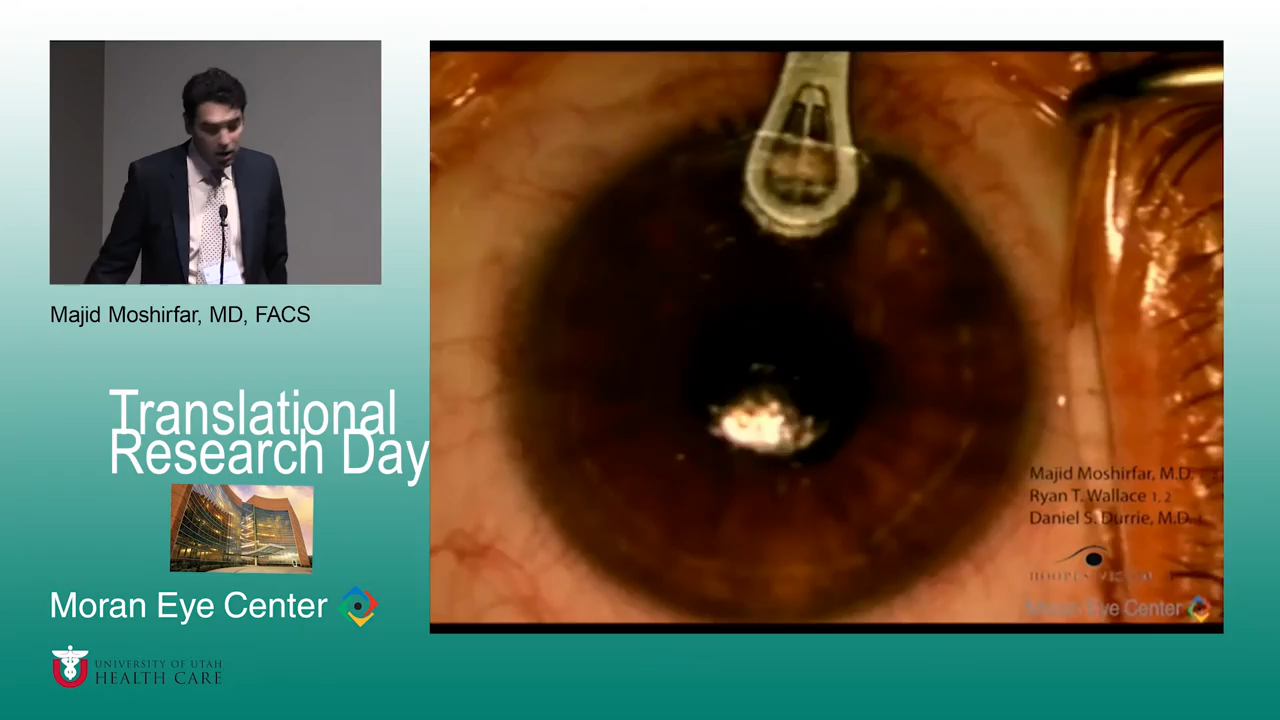 Majid Moshirfar, MD, FACS
Translational
Research Day
Moran Eye Center
UNIVERSITY OF UTAH
HEALTH CARE
Majid Moshirfar, M.D.
Ryan T. Wallace 1, 2
Daniel S. Durrie, M.D.
Moran Eye Center